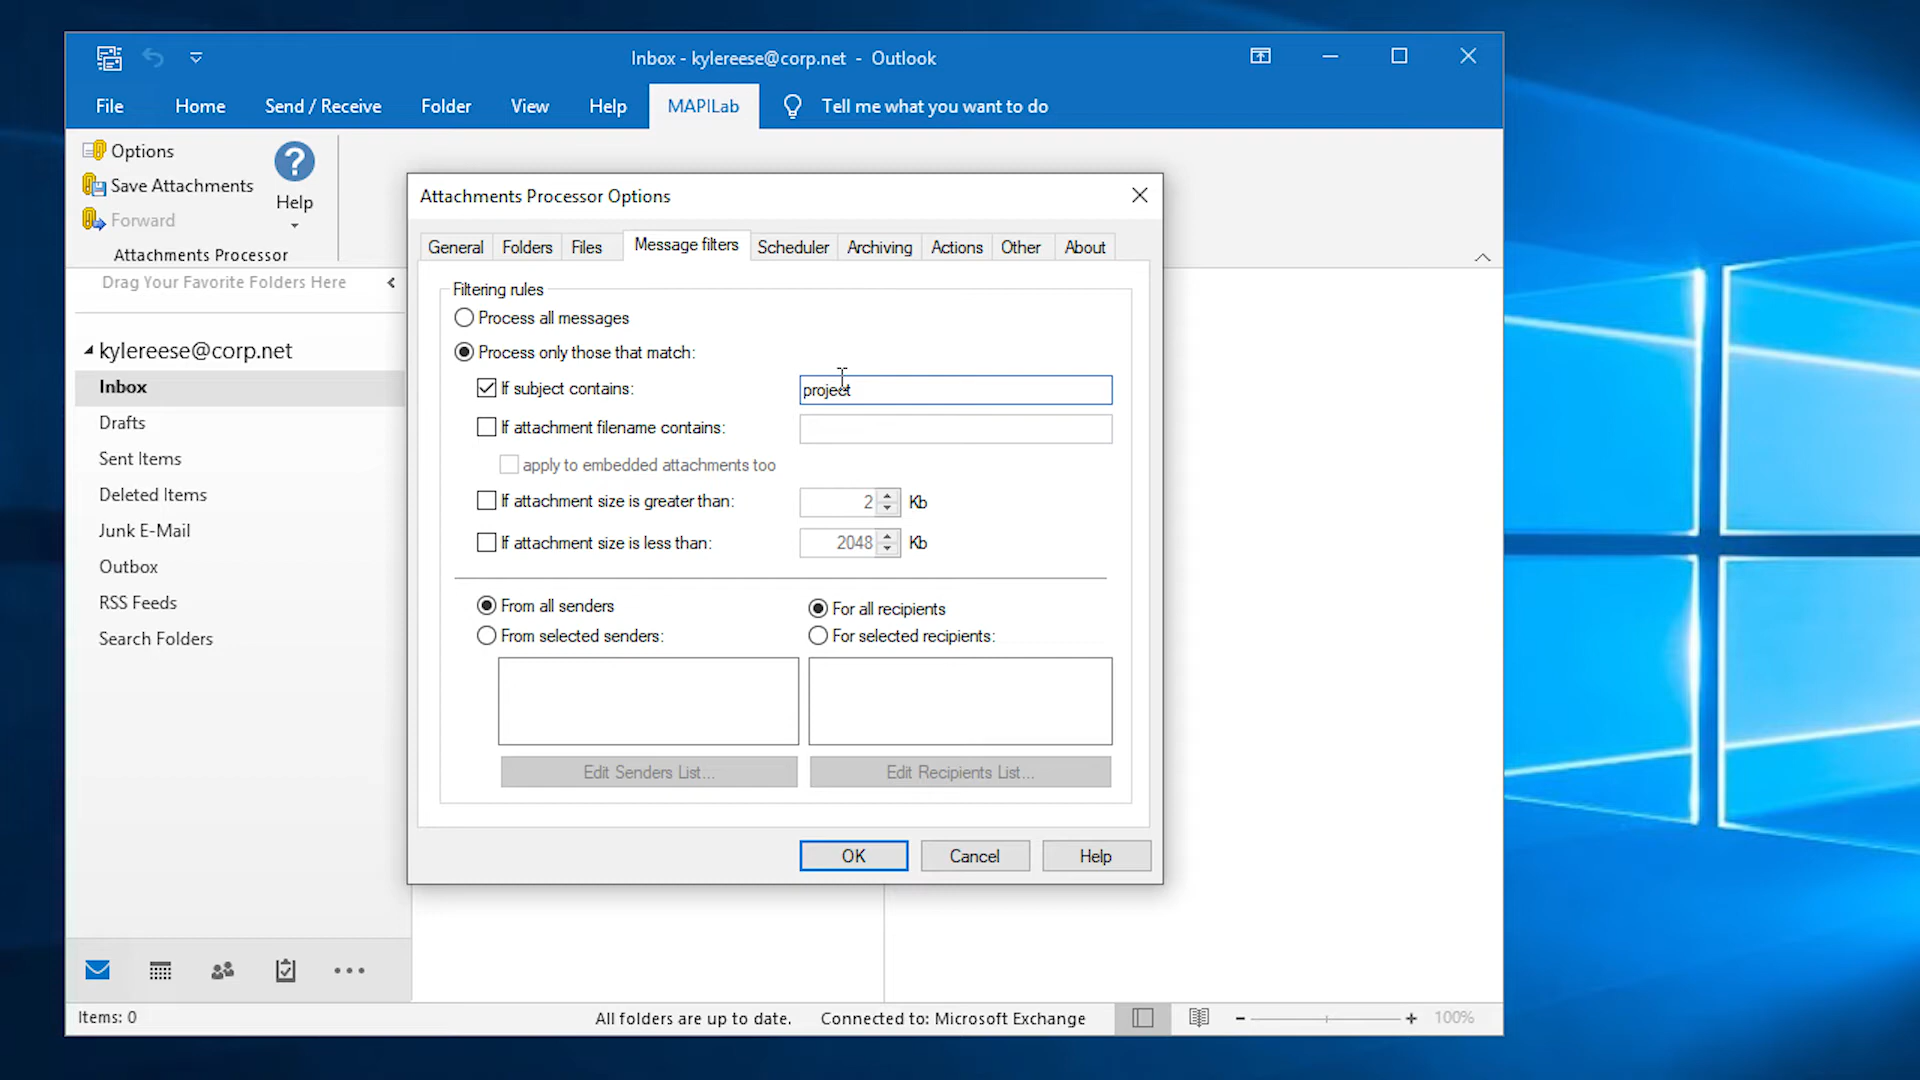 Inbox - kylereese@corp.net - Outlook
File Home Send / Receive Folder View Help MAPILab Tell me what you want to do
Options
Save Attachments
Forward
Help
Attachments Processor
Drag Your Favorite Folders Here
kylereese@corp.net
Inbox
Drafts
Sent Items
Deleted Items
Junk E-Mail
Outbox
RSS Feeds
Search Folders
Attachments Processor Options
General Folders Files Message filters Scheduler Archiving Actions Other About
Filtering rules
Process all messages
Process only those that match:
If subject contains: project
If attachment filename contains:
apply to embedded attachments too
If attachment size is greater than: 2 Kb
If attachment size is less than: 2048 Kb
From all senders
From selected senders:
For all recipients
For selected recipients:
Edit Senders List...
Edit Recipients List...
OK Cancel Help
Items: 0
All folders are up to date. Connected to: Microsoft Exchange
100%